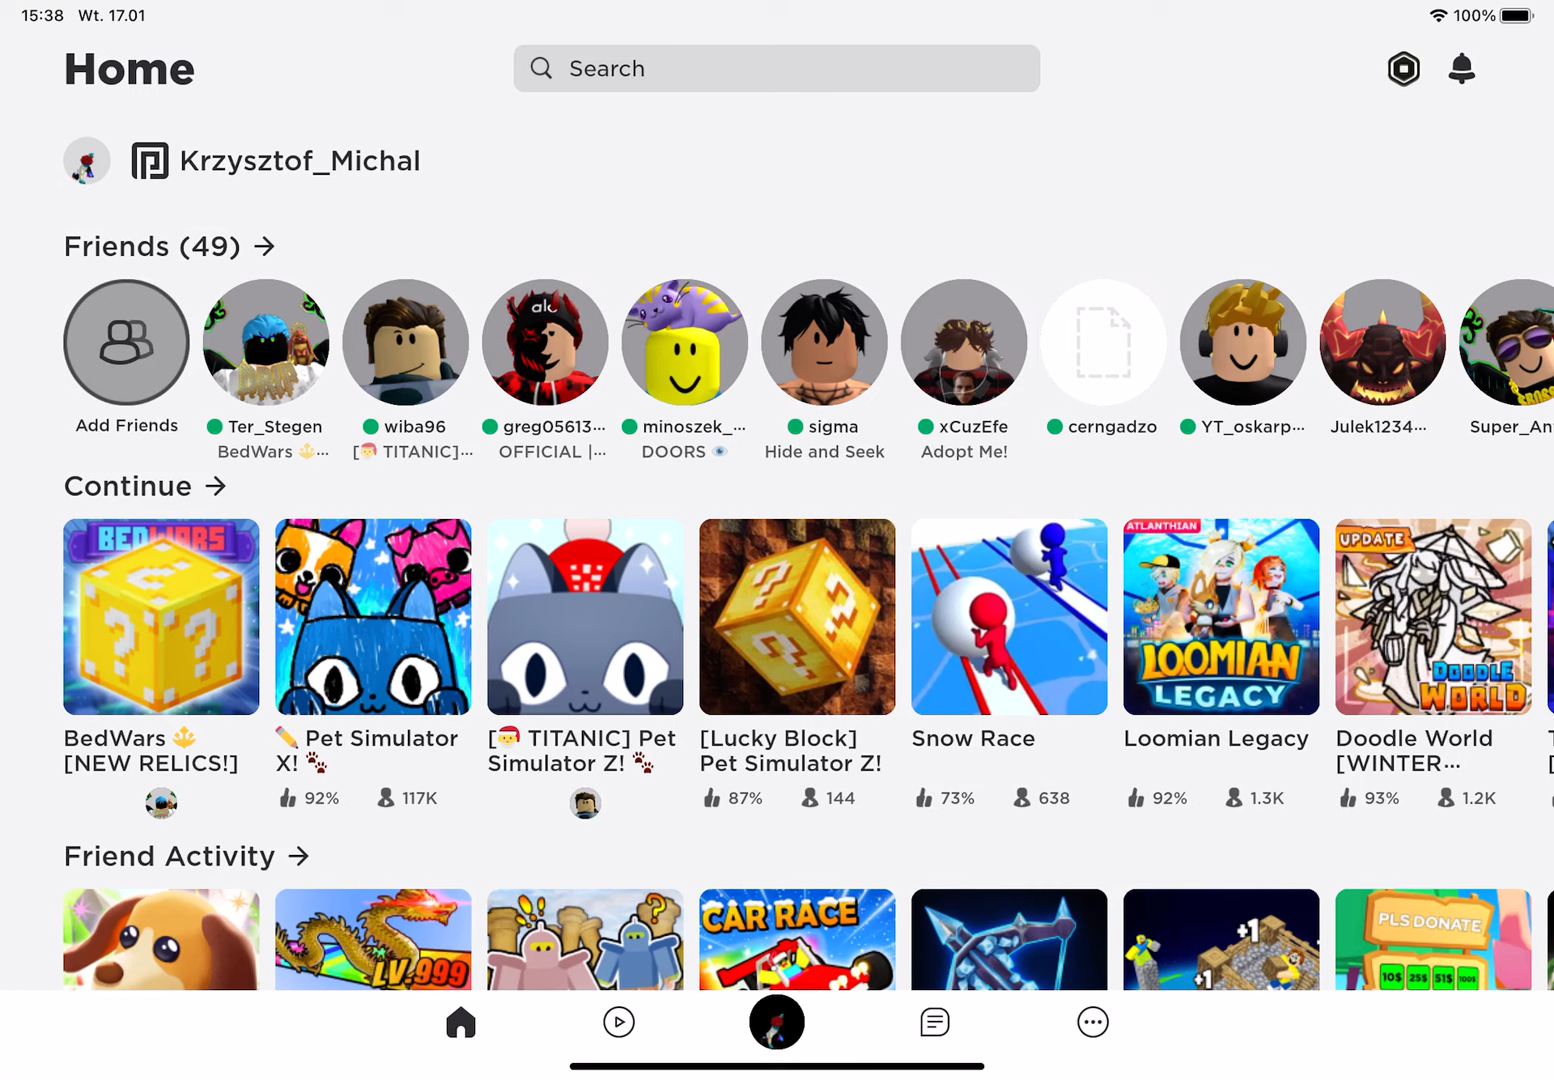 15:38 Wt. 17.01
100%
Home
Search
Krzysztof_Michal
Friends (49) →
Add Friends
Ter_Stegen
wiba96
greg05613...
minoszek_...
sigma
xCuzEfe
cerngadzo
YT_oskarp...
Julek1234...
Super_An
BedWars 🔱...
[🎅 TITANIC]...
OFFICIAL |...
DOORS 👁️
Hide and Seek
Adopt Me!
alo
DRIP
Continue →
BEDWARS
ATLANTHIAN
LOOMIAN
LEGACY
UPDATE
DOODLE
WORLD
BedWars 🔱
[NEW RELICS!]
✏️ Pet Simulator
X! 🐾
92% 117K
[🎅 TITANIC] Pet
Simulator Z! 🐾
[Lucky Block]
Pet Simulator Z!
87% 144
Snow Race
73% 638
Loomian Legacy
92% 1.3K
Doodle World
[WINTER...
93% 1.2K
Friend Activity →
LV.999
CAR RACE
+1
+1
PLS DONATE
10$ 25$ 51$ 100$